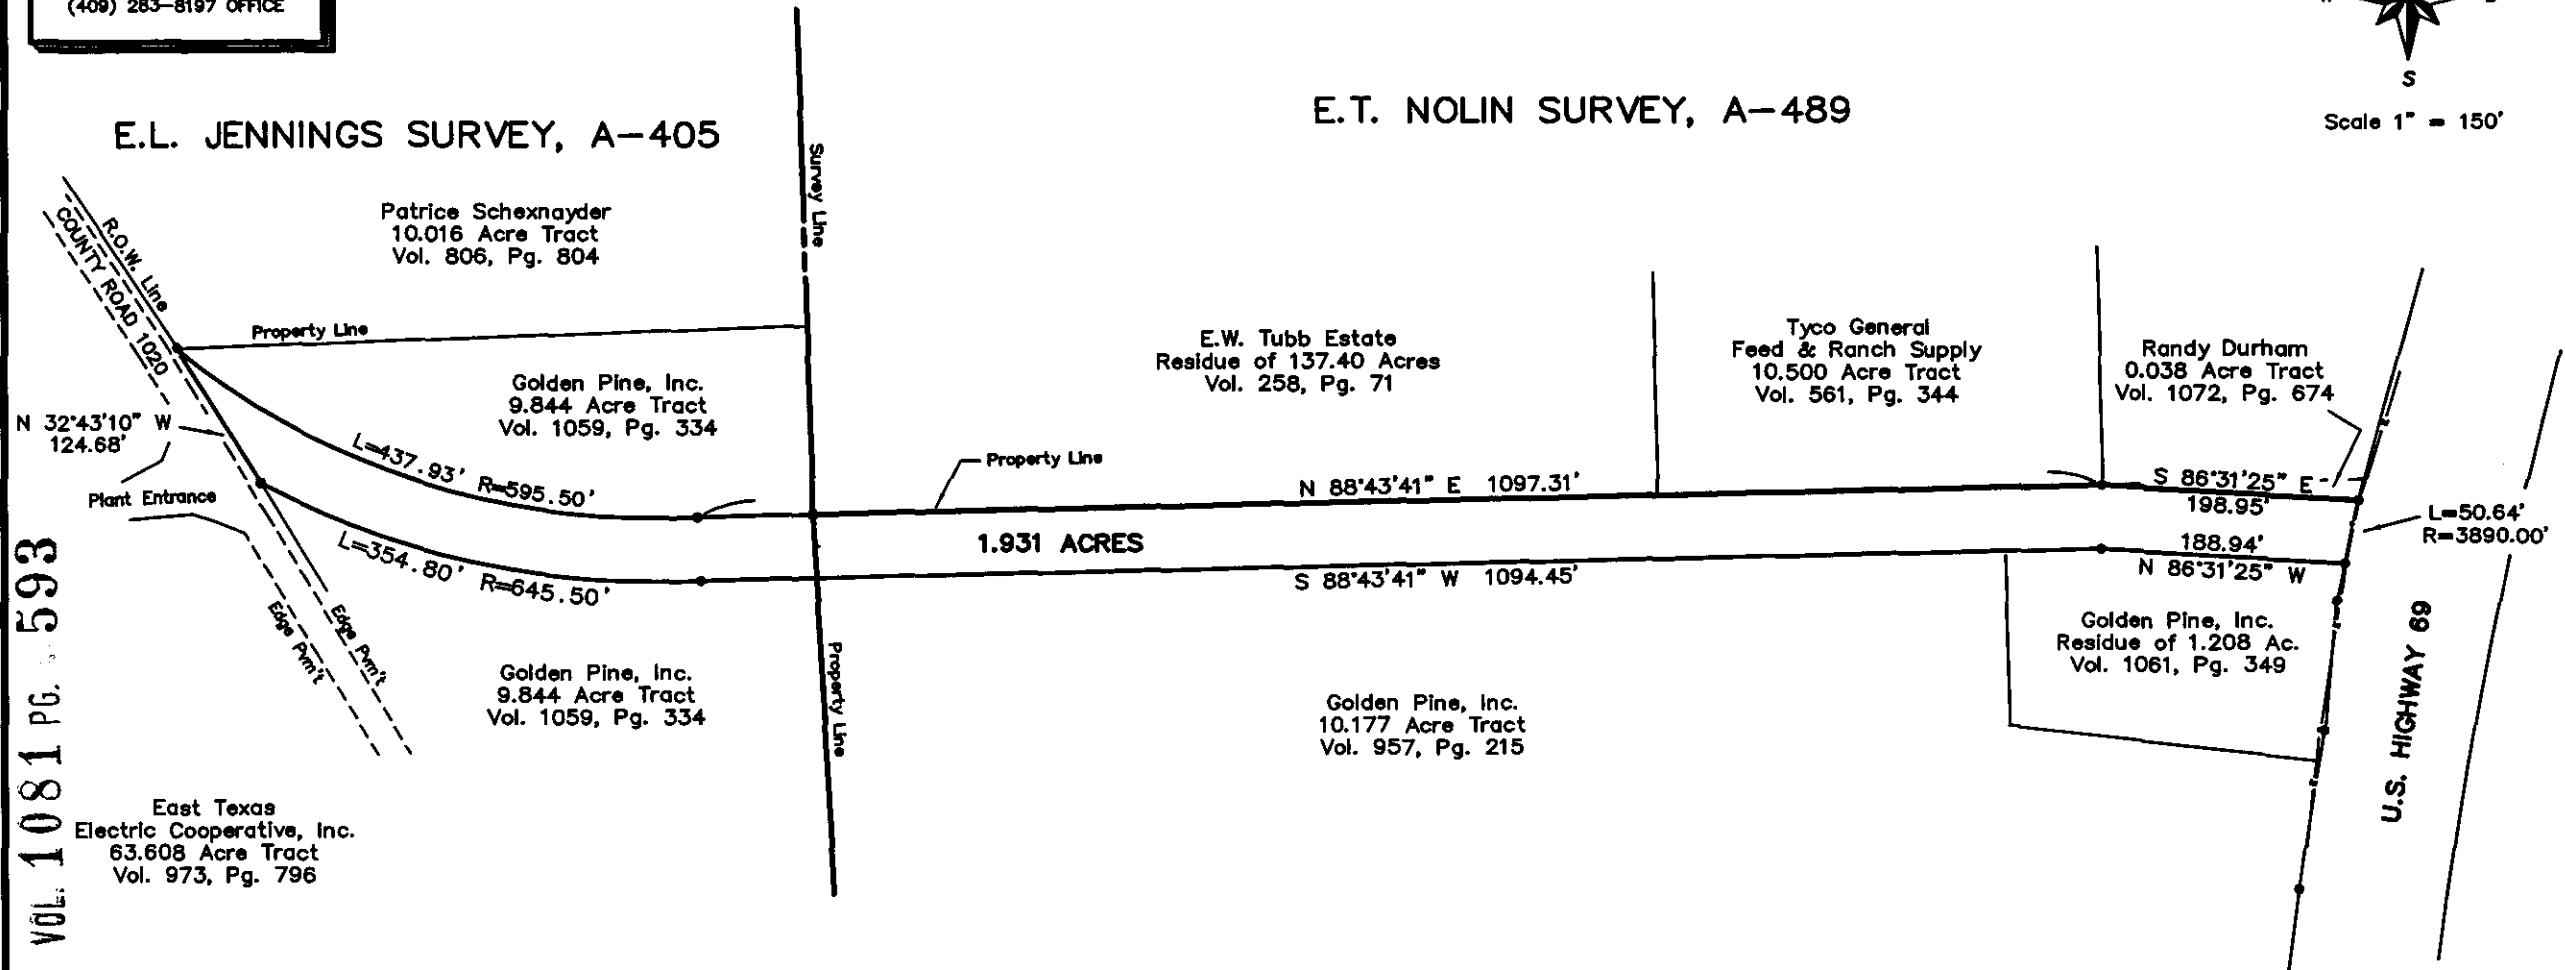 (409) 283-8197 OFFICE
S
Scale 1" = 150'
E.L. JENNINGS SURVEY, A-405
E.T. NOLIN SURVEY, A-489
Survey Line
Patrice Schexnayder
10.016 Acre Tract
Vol. 806, Pg. 804
R.O.W. Line
COUNTY ROAD 1020
Property Line
E.W. Tubb Estate
Residue of 137.40 Acres
Vol. 258, Pg. 71
Tyco General
Feed & Ranch Supply
10.500 Acre Tract
Vol. 561, Pg. 344
Randy Durham
0.038 Acre Tract
Vol. 1072, Pg. 674
Golden Pine, Inc.
9.844 Acre Tract
Vol. 1059, Pg. 334
N 32°43'10" W
124.68'
Plant Entrance
L=437.93' R=595.50'
Property Line
N 88°43'41" E 1097.31'
S 86°31'25" E
198.95'
L=50.64'
R=3890.00'
1.931 ACRES
L=354.80' R=645.50'
S 88°43'41" W 1094.45'
188.94'
N 86°31'25" W
Edge Pvm't
Edge Pvm't
Golden Pine, Inc.
9.844 Acre Tract
Vol. 1059, Pg. 334
Property Line
Golden Pine, Inc.
10.177 Acre Tract
Vol. 957, Pg. 215
Golden Pine, Inc.
Residue of 1.208 Ac.
Vol. 1061, Pg. 349
U.S. HIGHWAY 69
East Texas
Electric Cooperative, Inc.
63.608 Acre Tract
Vol. 973, Pg. 796
VOL. 1081 PG. 593